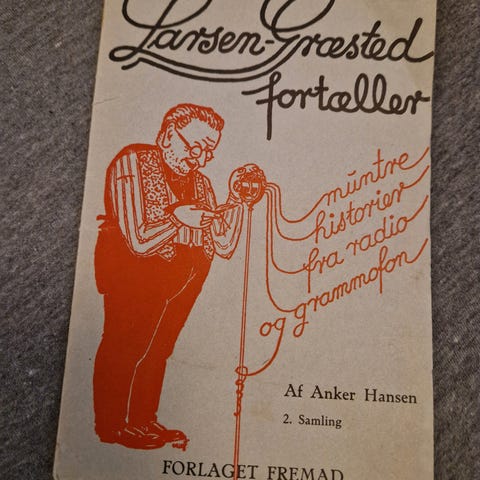 Larsen-Græsted
fortæller
muntre
historier
fra radio
og grammofon
Af Anker Hansen
2. Samling
FORLAGET FREMAD